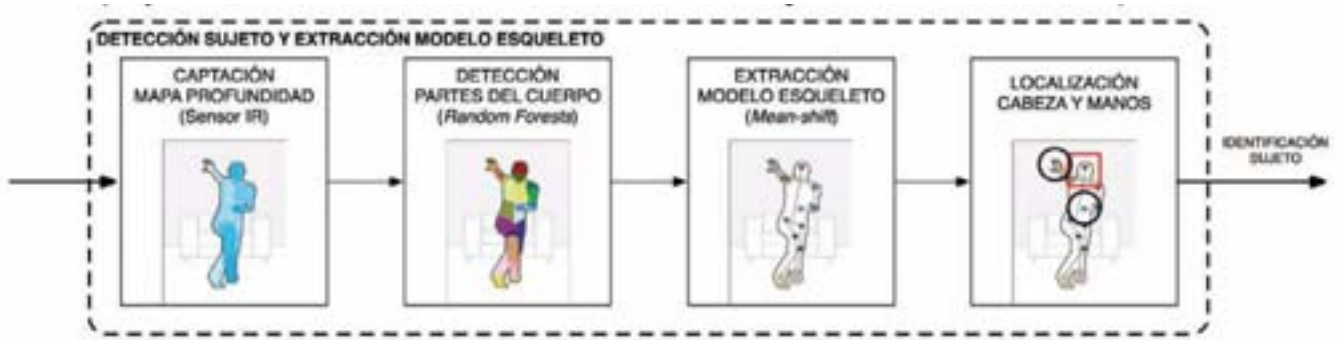 DETECCIÓN SUJETO Y EXTRACCIÓN MODELO ESQUELETO
CAPTACIÓN
MAPA PROFUNDIDAD
(Sensor IR)
DETECCIÓN
PARTES DEL CUERPO
(Random Forests)
EXTRACCIÓN
MODELO ESQUELETO
(Mean-shift)
LOCALIZACIÓN
CABEZA Y MANOS
IDENTIFICACIÓN
SUJETO